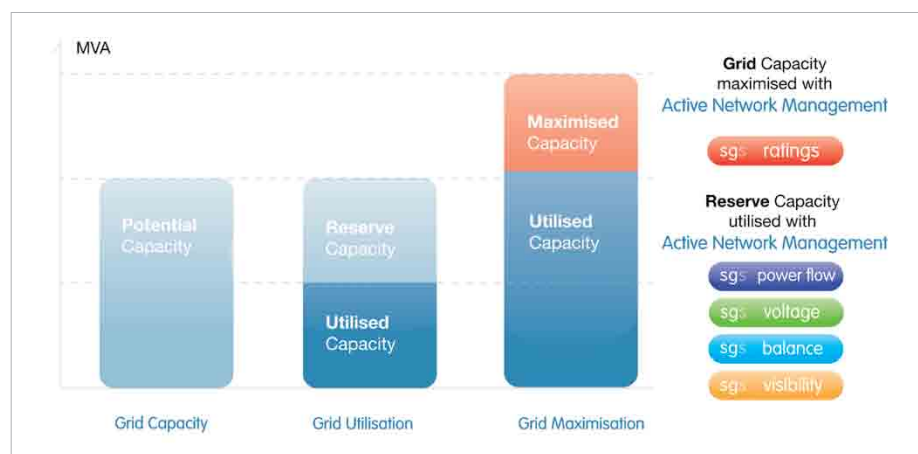 MVA
Potential
Capacity
Reserve
Capacity
Utilised
Capacity
Maximised
Capacity
Utilised
Capacity
Grid Capacity
Grid Utilisation
Grid Maximisation
Grid Capacity
maximised with
Active Network Management
sgs ratings
Reserve Capacity
utilised with
Active Network Management
sgs power flow
sgs voltage
sgs balance
sgs visibility